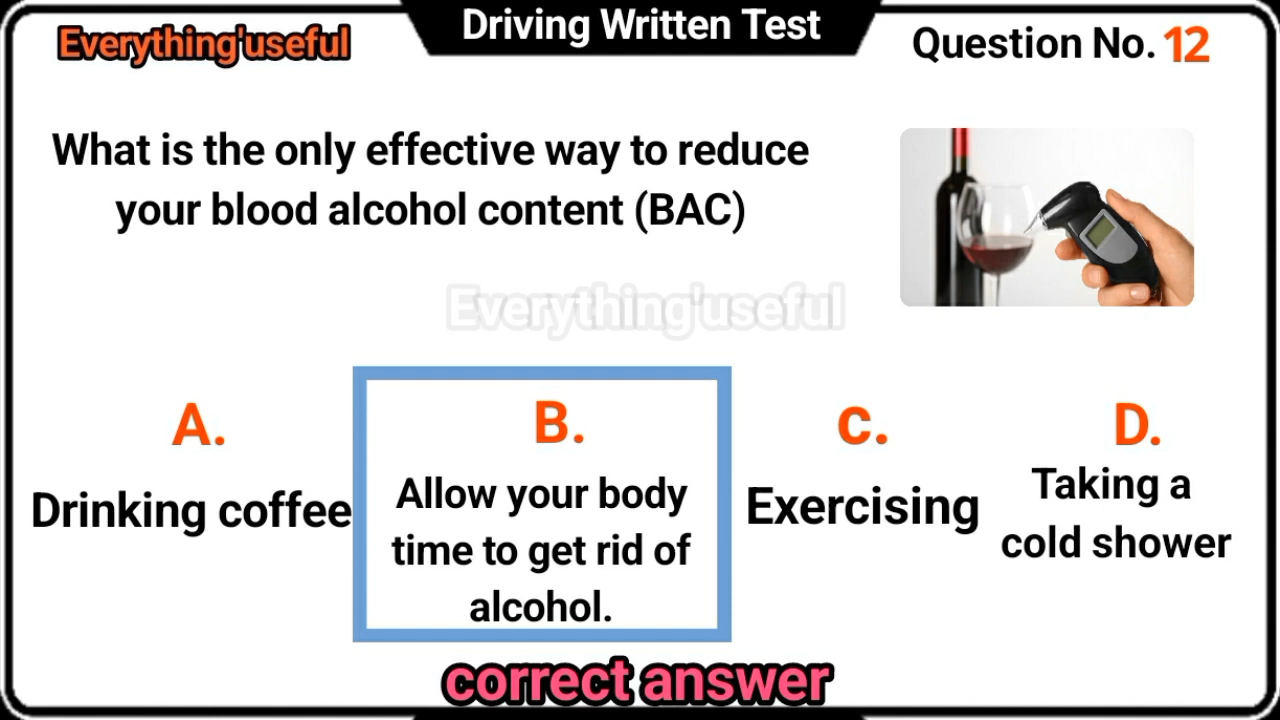 Everything'useful
Driving Written Test
Question No. 12
What is the only effective way to reduce
your blood alcohol content (BAC)
Everything'useful
A.
Drinking coffee
B.
Allow your body
time to get rid of
alcohol.
c.
Exercising
D.
Taking a
cold shower
correct answer